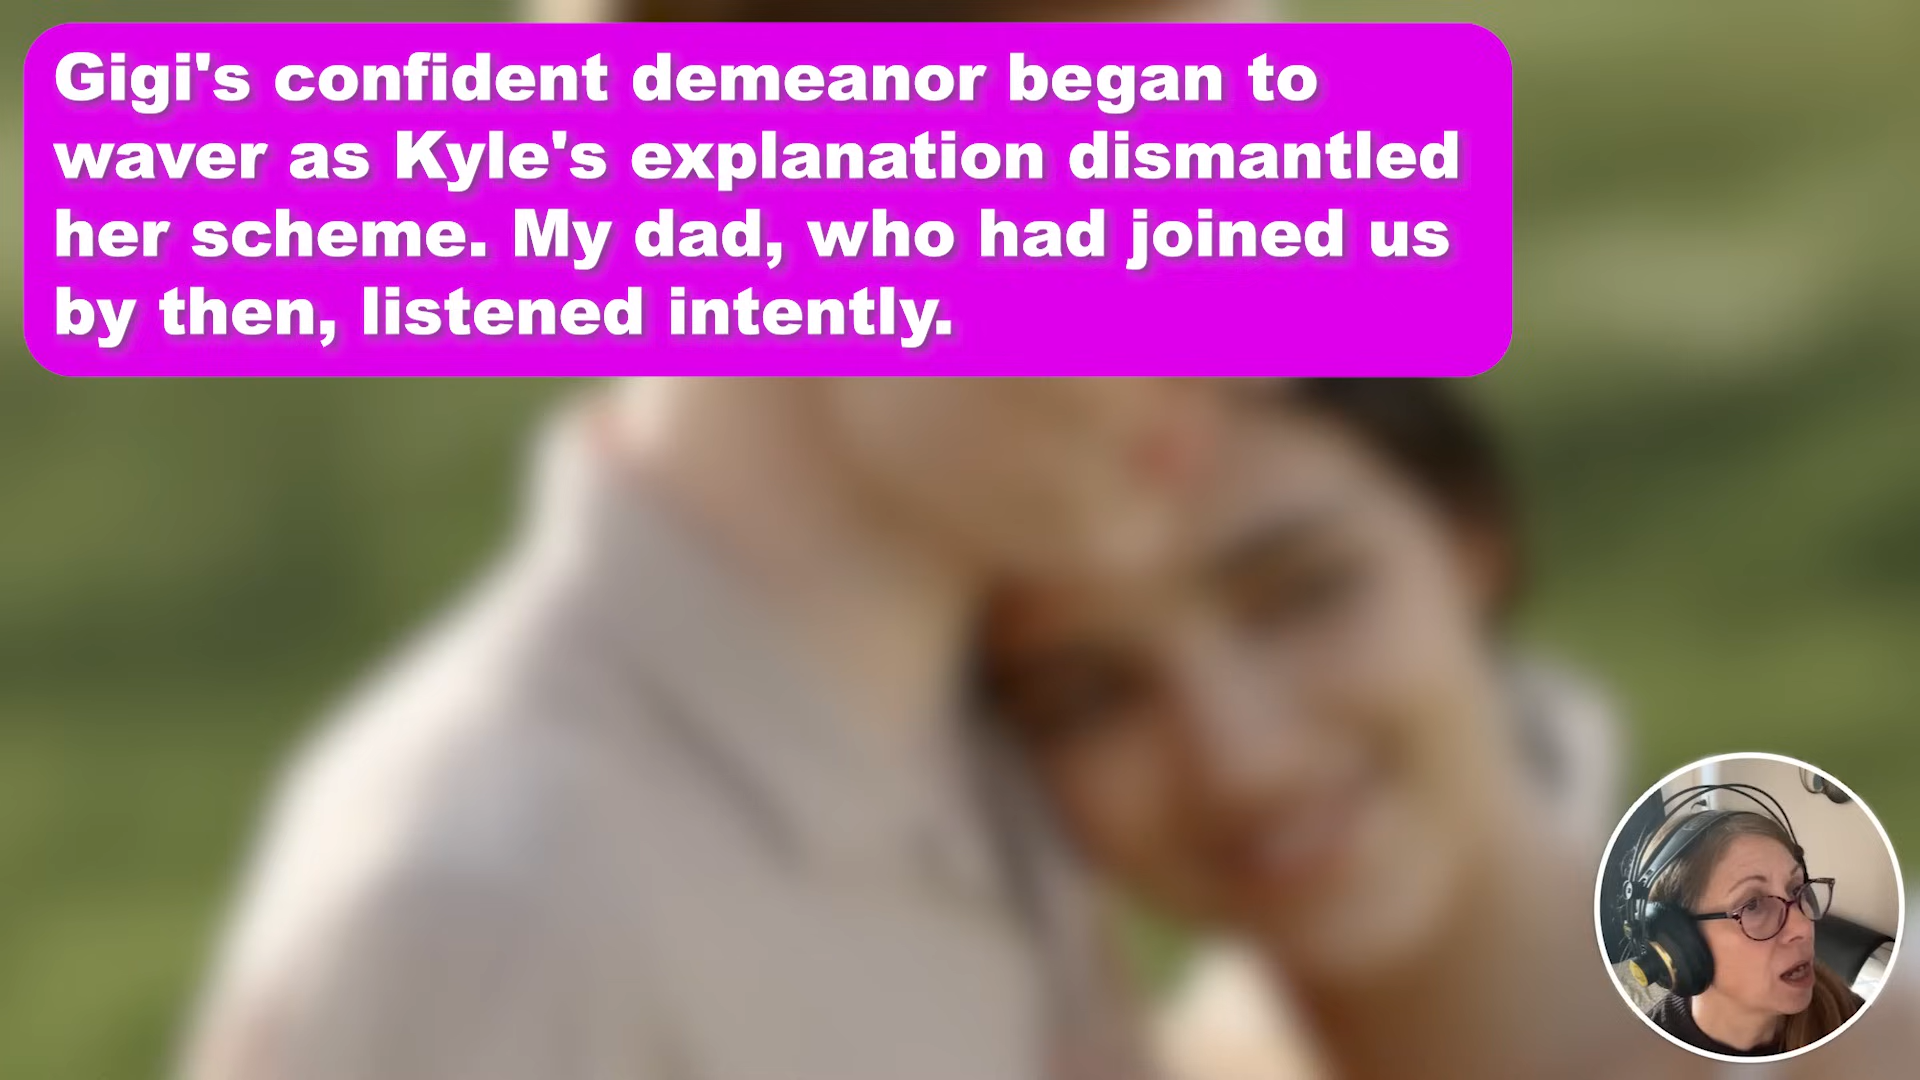 Gigi's confident demeanor began to
waver as Kyle's explanation dismantled
her scheme. My dad, who had joined us
by then, listened intently.